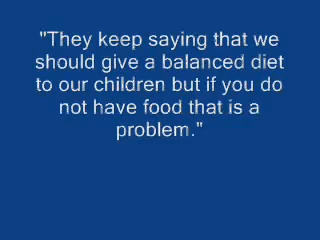 "They keep saying that we
should give a balanced diet
to our children but if you do
not have food that is a
problem."